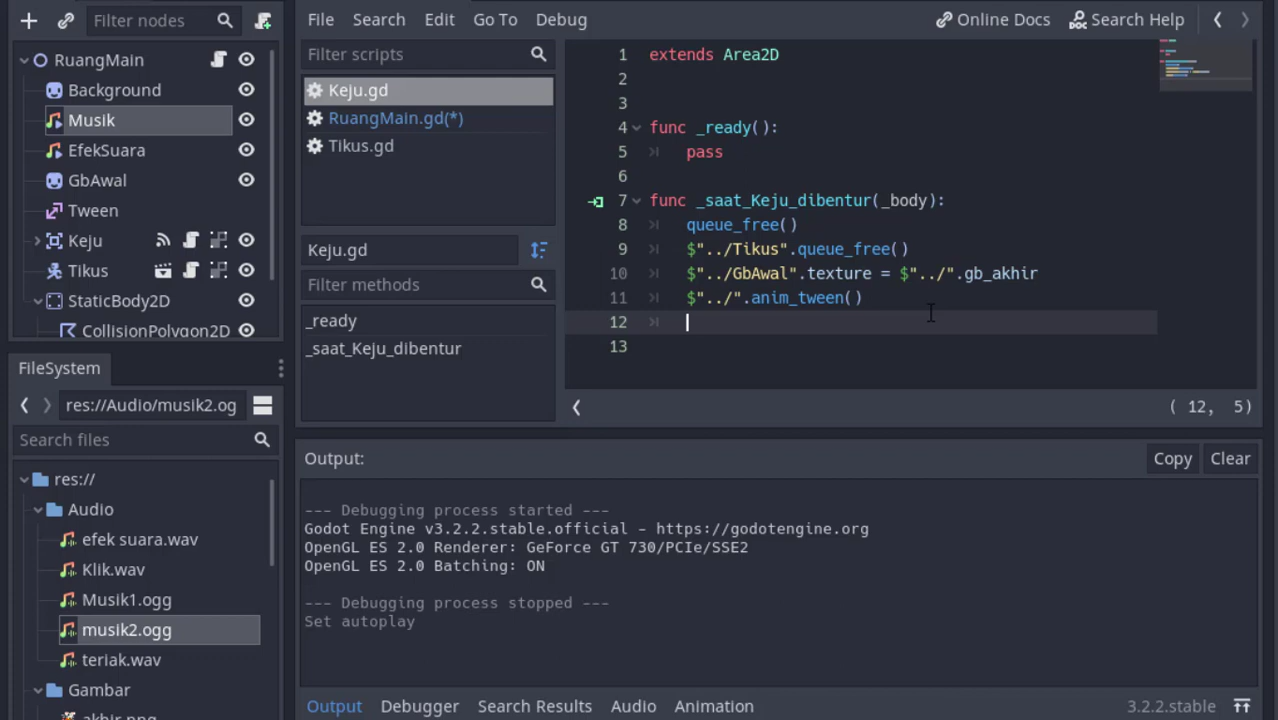 Filter nodes
RuangMain
Background
Musik
EfekSuara
GbAwal
Tween
Keju
Tikus
StaticBody2D
CollisionPolygon2D
FileSystem
res://Audio/musik2.og
Search files
res://
Audio
efek suara.wav
Klik.wav
Musik1.ogg
musik2.ogg
teriak.wav
Gambar
akhir.png
File Search Edit Go To Debug
Online Docs Search Help
Filter scripts
Keju.gd
RuangMain.gd(*)
Tikus.gd
Keju.gd
Filter methods
_ready
_saat_Keju_dibentur
1 extends Area2D
2
3
4 func _ready():
5 pass
6
7 func _saat_Keju_dibentur(_body):
8 queue_free()
9 $"../Tikus".queue_free()
10 $"../GbAwal".texture = $"../".gb_akhir
11 $"../".anim_tween()
12
13
( 12, 5)
Output:
Copy Clear
--- Debugging process started ---
Godot Engine v3.2.2.stable.official - https://godotengine.org
OpenGL ES 2.0 Renderer: GeForce GT 730/PCIe/SSE2
OpenGL ES 2.0 Batching: ON
--- Debugging process stopped ---
Set autoplay
Output Debugger Search Results Audio Animation
3.2.2.stable